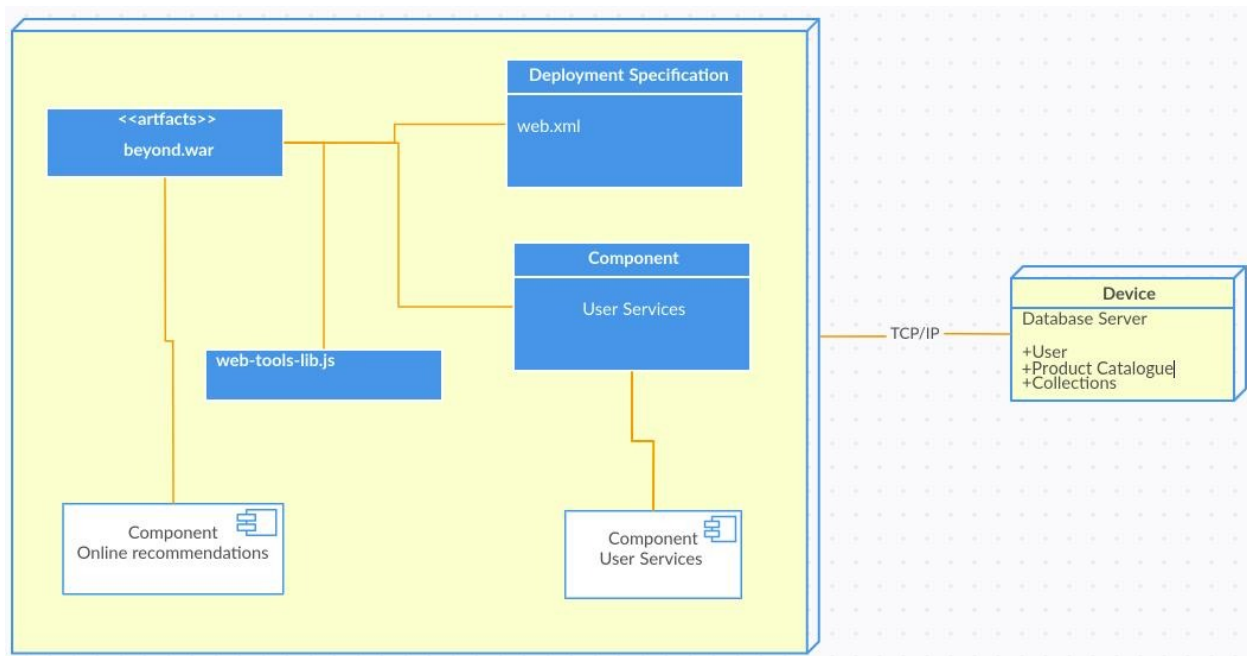 <<artfacts>>
beyond.war
Deployment Specification
web.xml
Component
User Services
web-tools-lib.js
Component
Online recommendations
Component
User Services
TCP/IP
Device
Database Server
+User
+Product Catalogue
+Collections